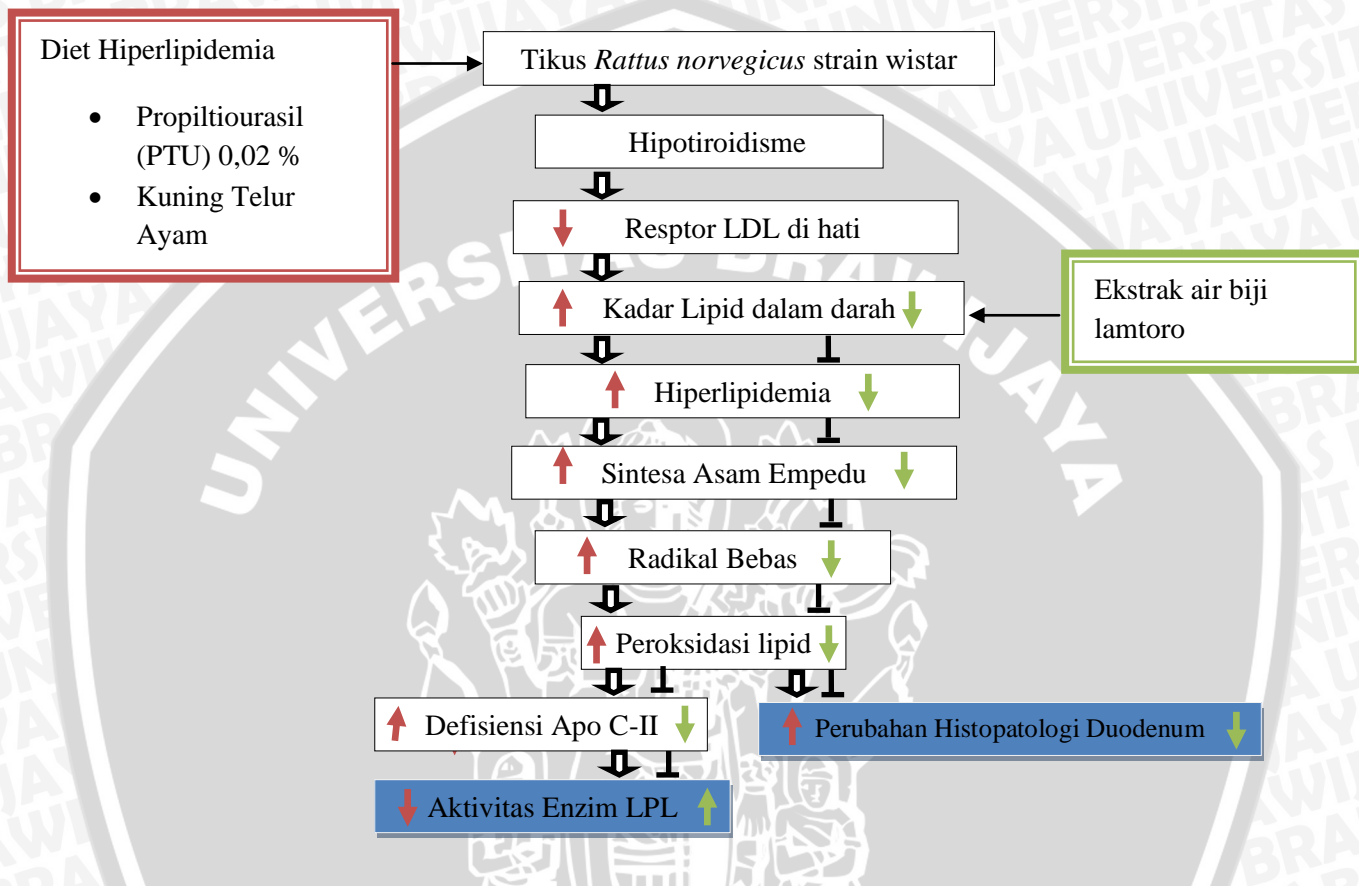 Diet Hiperlipidemia
• Propiltiourasil
(PTU) 0,02 %
• Kuning Telur
Ayam
Tikus Rattus norvegicus strain wistar
Hipotiroidisme
Resptor LDL di hati
Kadar Lipid dalam darah
Ekstrak air biji
lamtoro
Hiperlipidemia
Sintesa Asam Empedu
Radikal Bebas
Peroksidasi lipid
Defisiensi Apo C-II
Perubahan Histopatologi Duodenum
Aktivitas Enzim LPL
UNIVERSITAS BRAWIJAYA